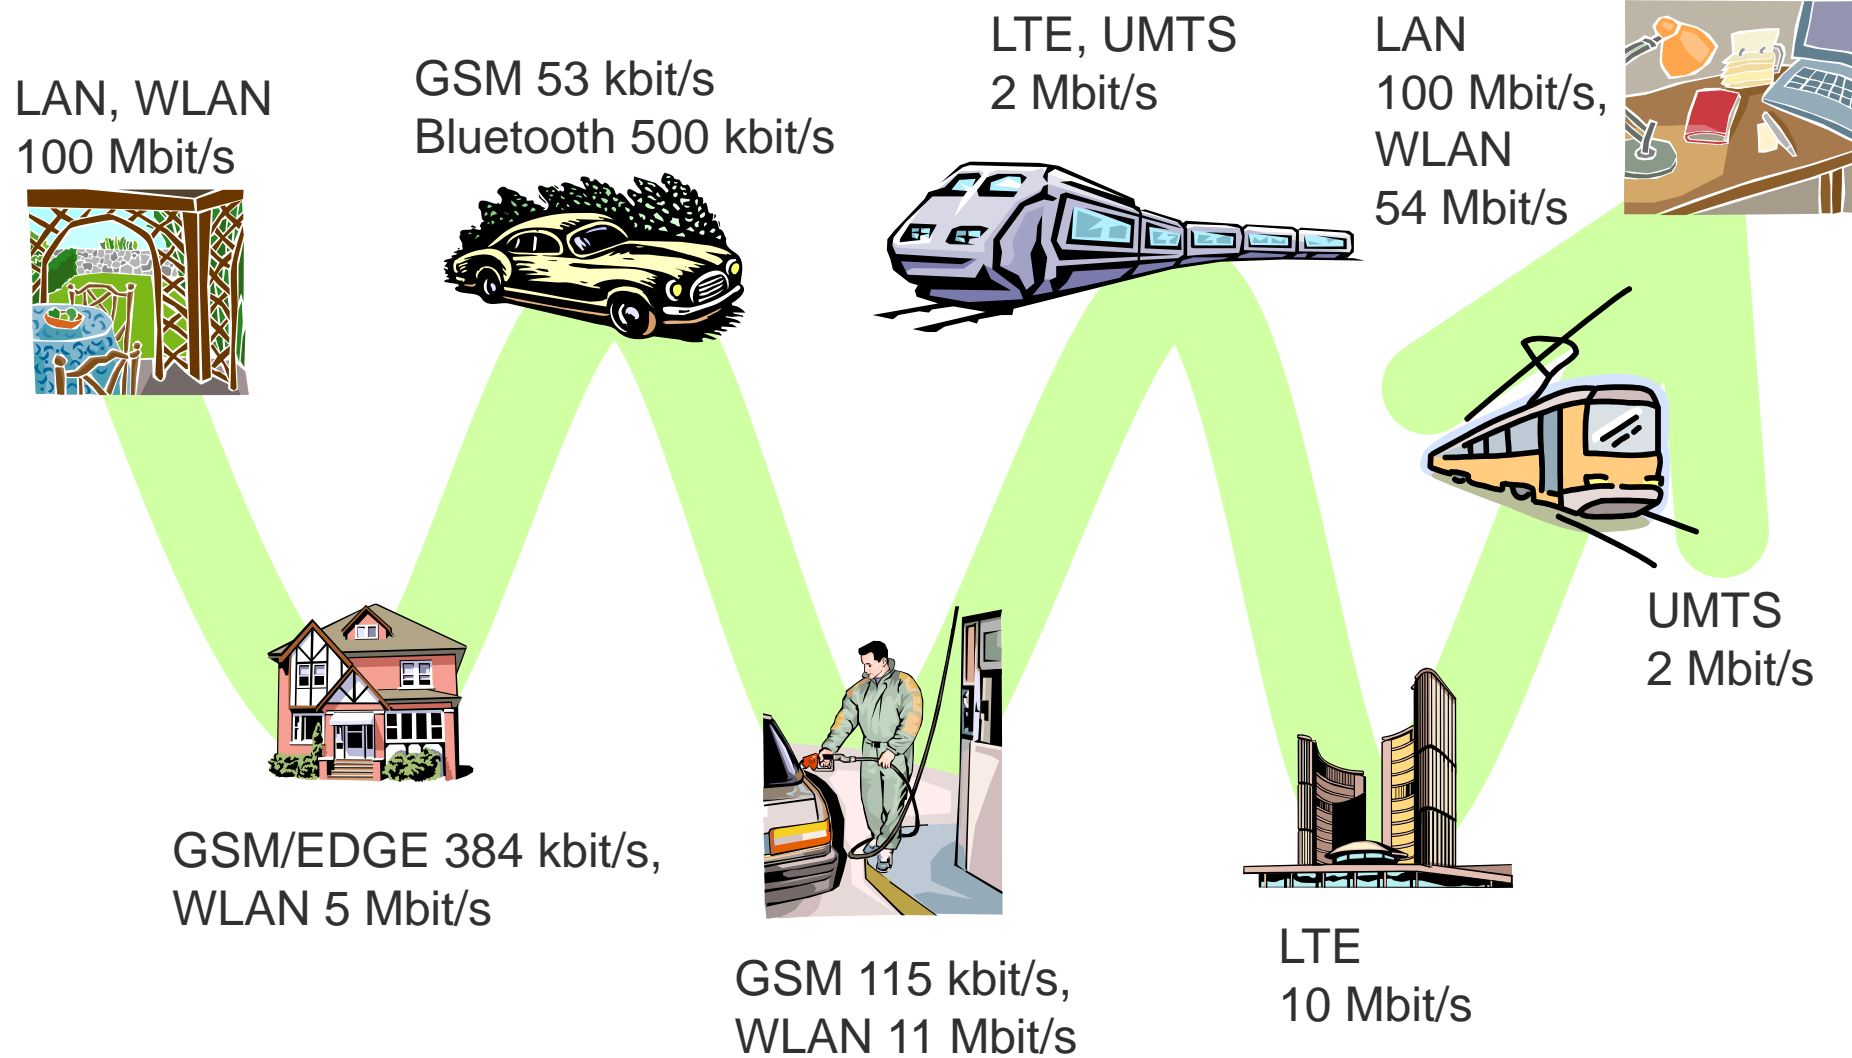 LAN, WLAN
100 Mbit/s
GSM/EDGE 384 kbit/s,
WLAN 5 Mbit/s
GSM 53 kbit/s
Bluetooth 500 kbit/s
GSM 115 kbit/s,
WLAN 11 Mbit/s
LTE, UMTS
2 Mbit/s
LTE
10 Mbit/s
UMTS
2 Mbit/s
LAN
100 Mbit/s,
WLAN
54 Mbit/s